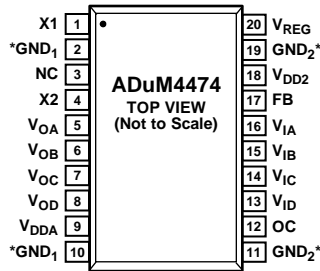 X1 1 20 VREG
*GND1 2 19 GND2*
NC 3 18 VDD2
X2 4 17 FB
VOA 5 16 VIA
VOB 6 15 VIB
VOC 7 14 VIC
VOD 8 13 VID
VDDA 9 12 OC
*GND1 10 11 GND2*
ADuM4474
TOP VIEW
(Not to Scale)